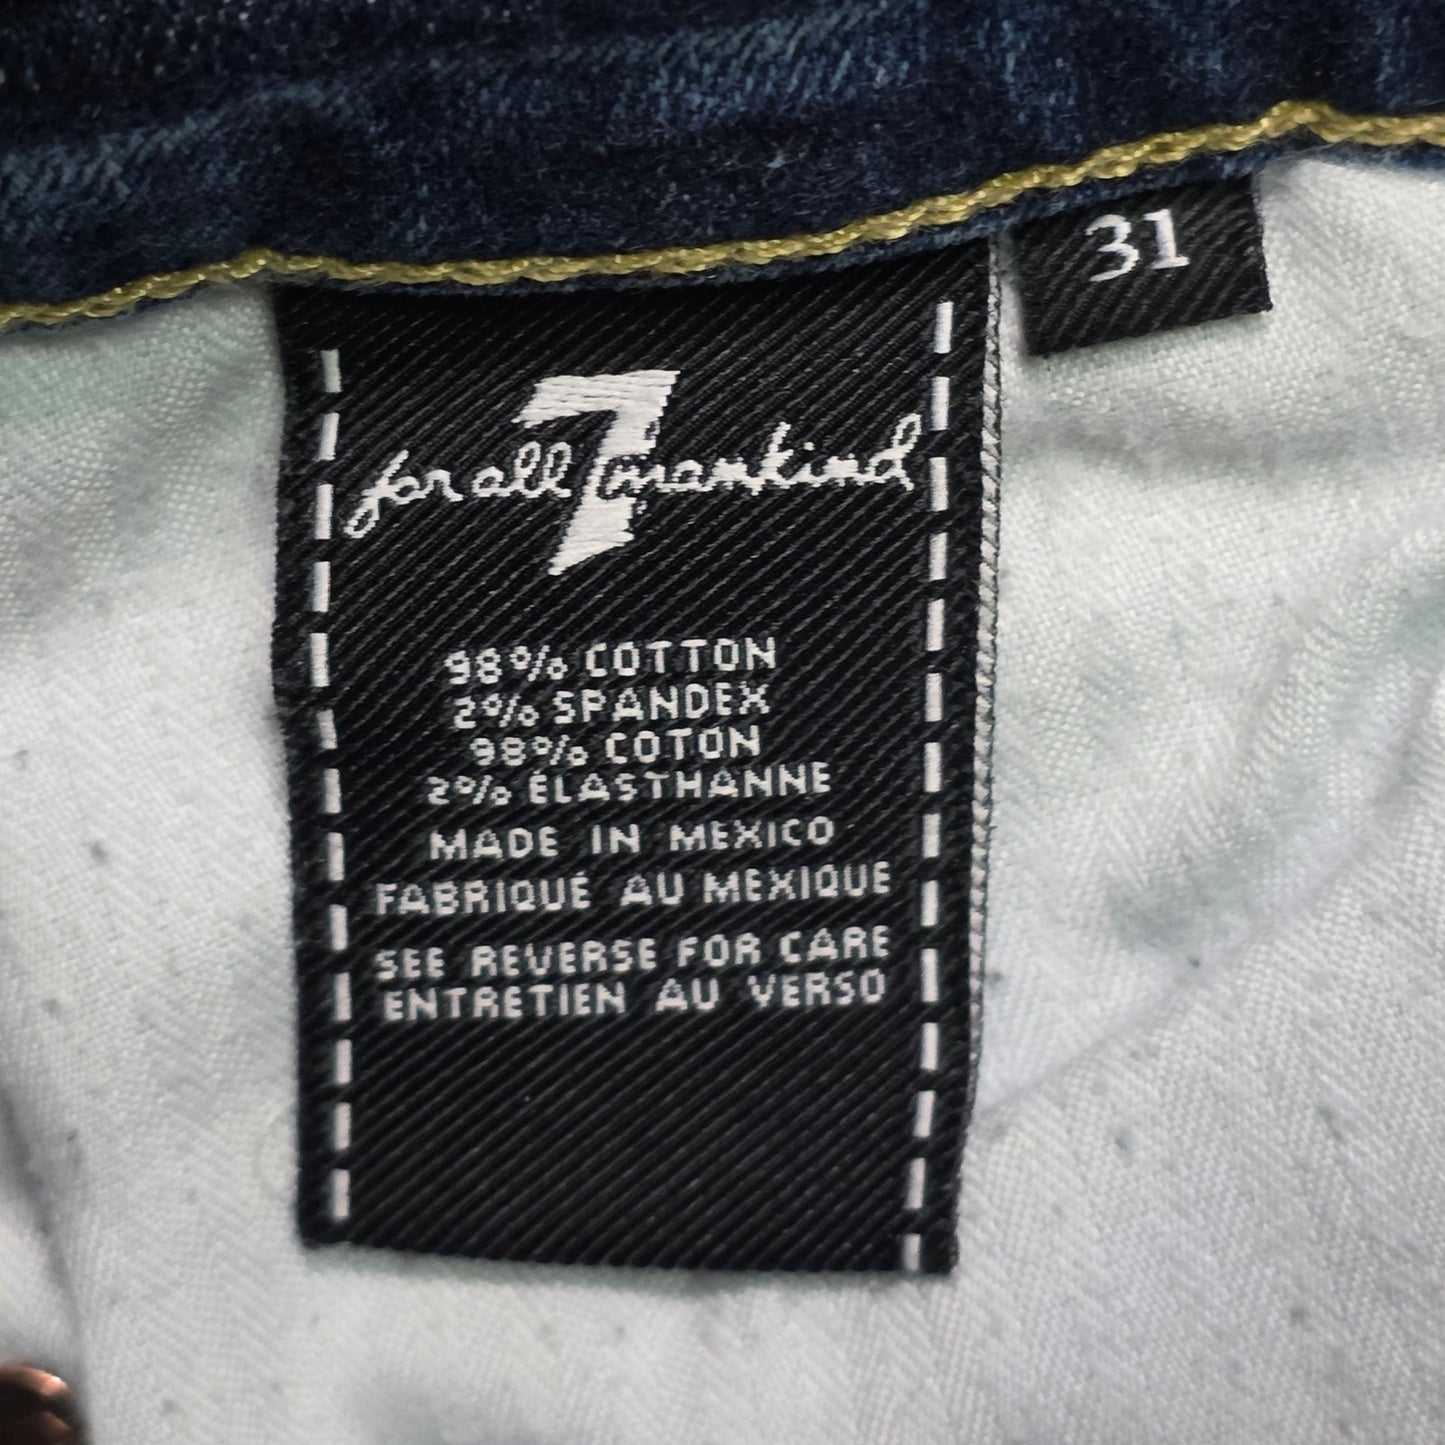 31
7
for all mankind
98% COTTON
2% SPANDEX
98% COTON
2% ÉLASTHANNE
MADE IN MEXICO
FABRIQUÉ AU MEXIQUE
SEE REVERSE FOR CARE
ENTRETIEN AU VERSO